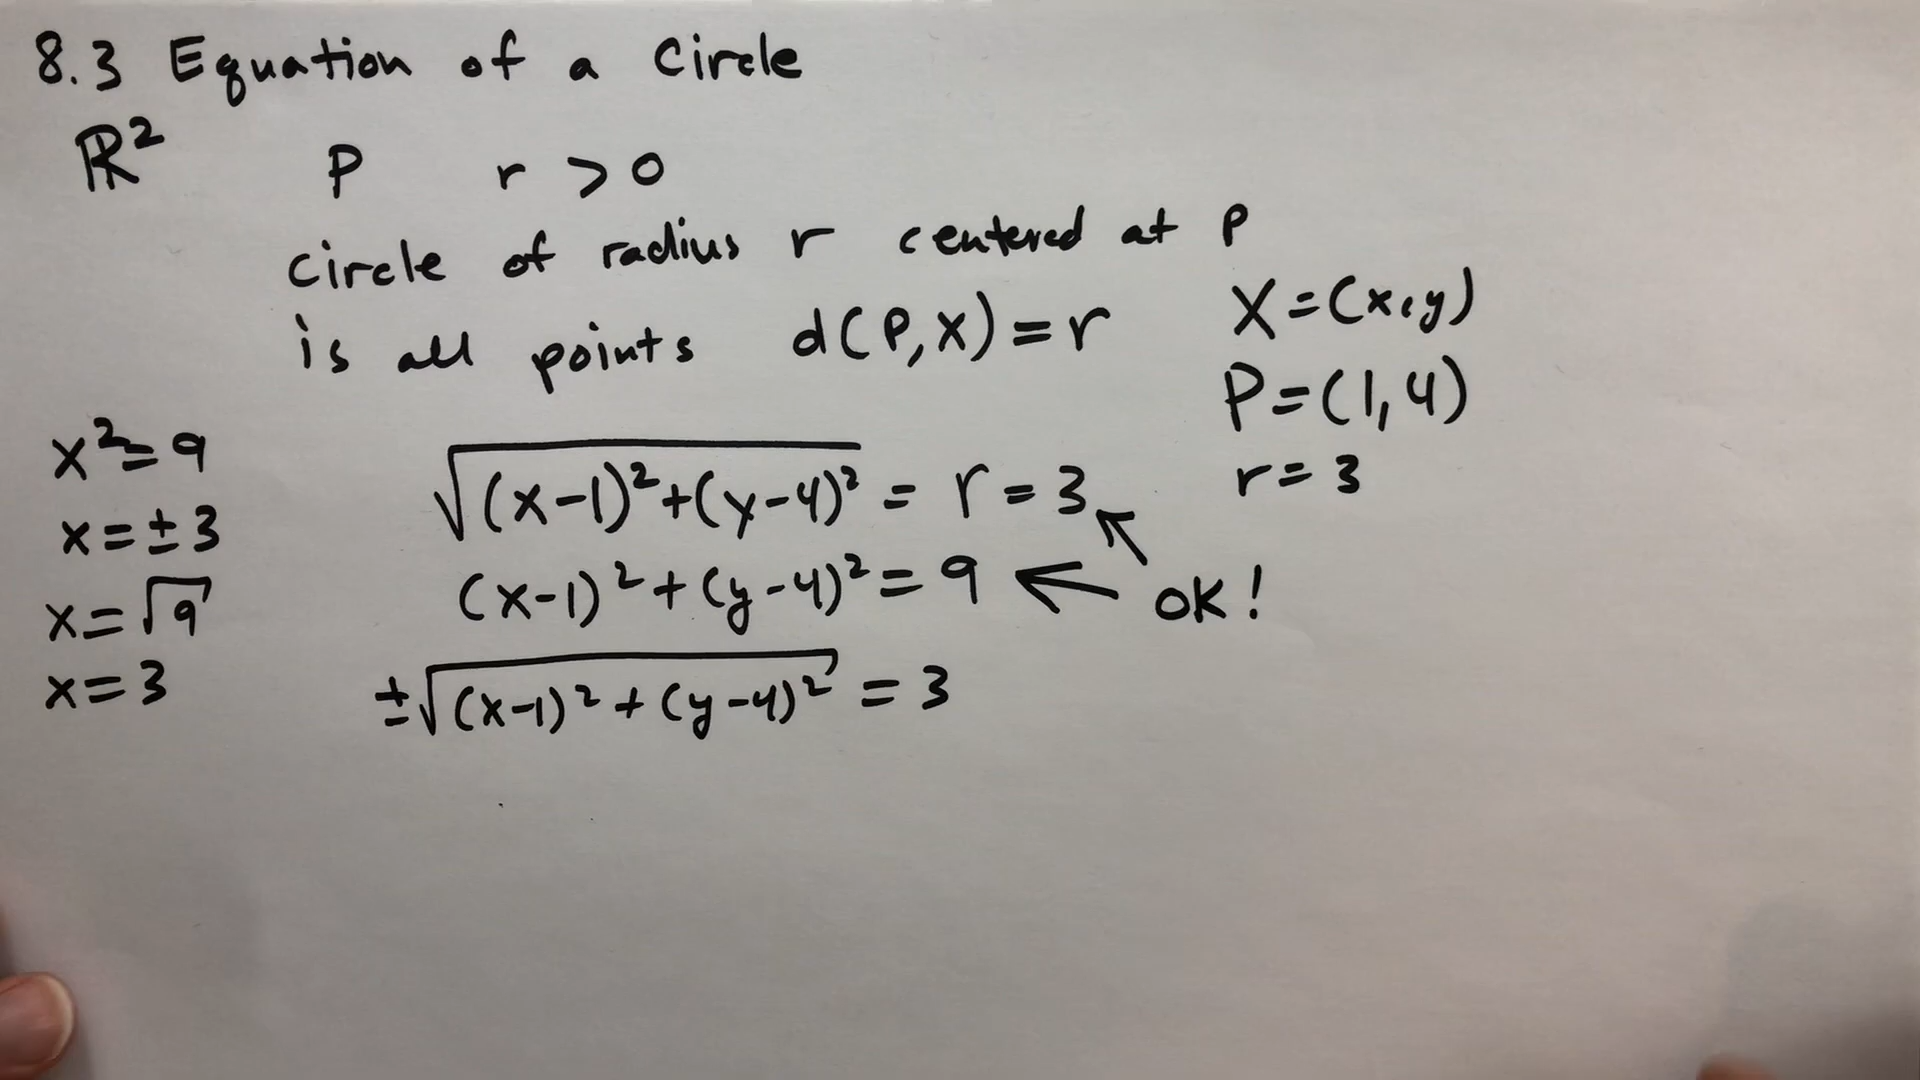 8.3 Equation of a Circle
ℝ² P r > 0
circle of radius r centered at P
is all points d(P,X) = r
X = (x,y)
P = (1,4)
r = 3
x² = 9
x = ± 3
x = √9
x = 3
√((x-1)² + (y-4)²) = r = 3
(x-1)² + (y-4)² = 9 ← OK!
±√((x-1)² + (y-4)²) = 3